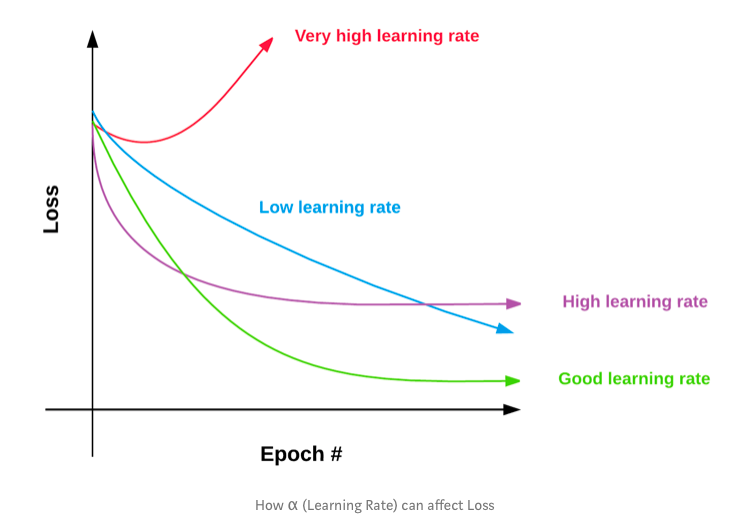 Very high learning rate
Loss
Low learning rate
High learning rate
Good learning rate
Epoch #
How α (Learning Rate) can affect Loss